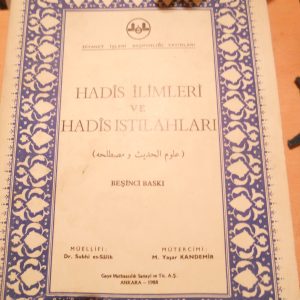 DİYANET İŞLERİ BAŞKANLIĞI YAYINLARI
HADÎS İLİMLERİ
VE
HADÎS ISTILAHLARI
(علوم الحديث و مصطلحه)
BEŞİNCİ BASKI
MÜELLİFİ: MÜTERCİMİ:
Dr. Subhi es-Sâlih M. Yaşar KANDEMİR
Gaye Matbaacılık Sanayi ve Tic. A.Ş.
ANKARA — 1988